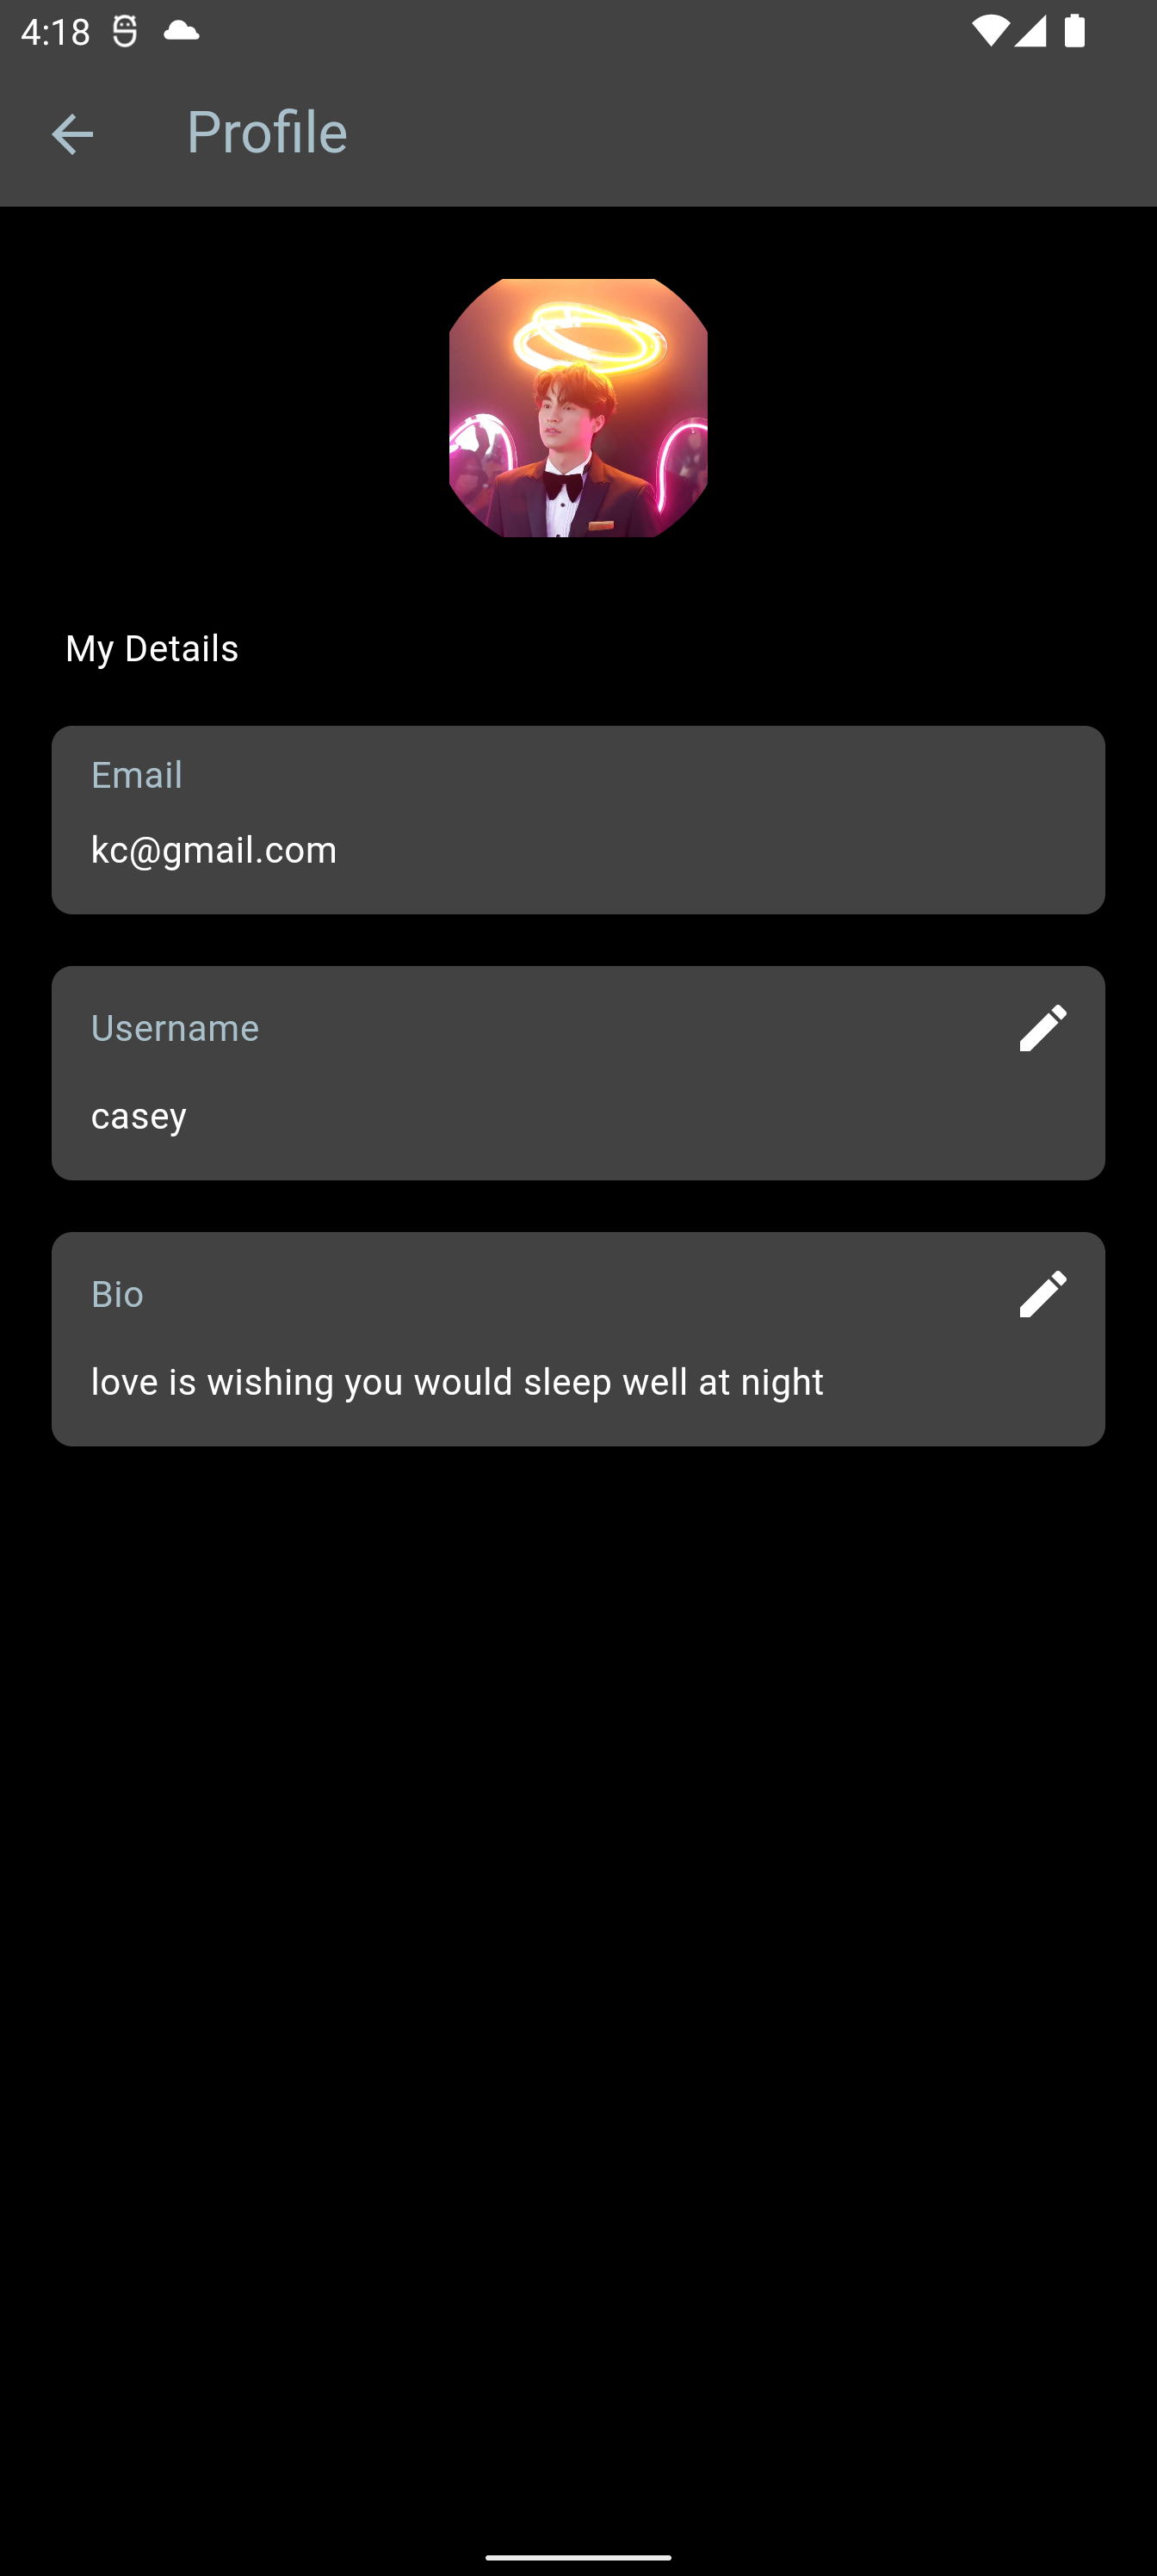 4:18
Profile
My Details
Email
kc@gmail.com
Username
casey
Bio
love is wishing you would sleep well at night